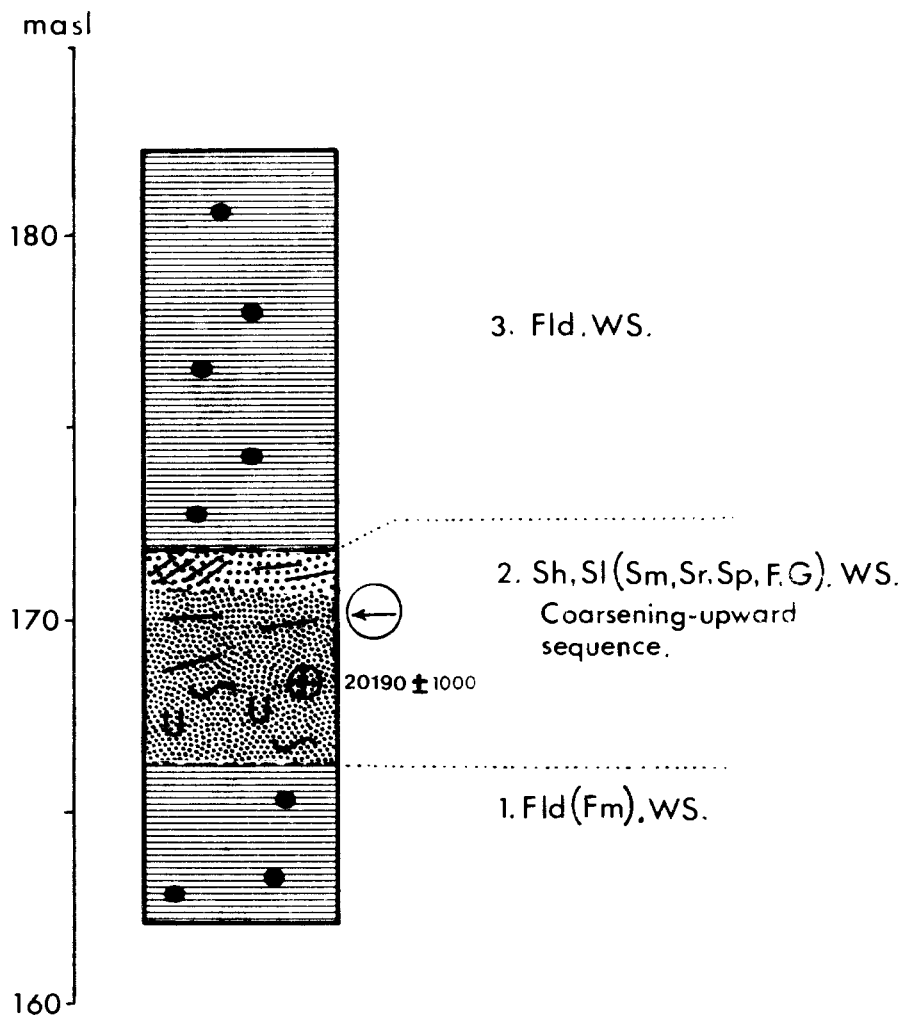 masl
180
3. Fld.WS.
2. Sh,Sl(Sm,Sr,Sp,F,G). WS.
Coarsening-upward
sequence.
170
20190 ± 1000
1. Fld(Fm). WS.
160